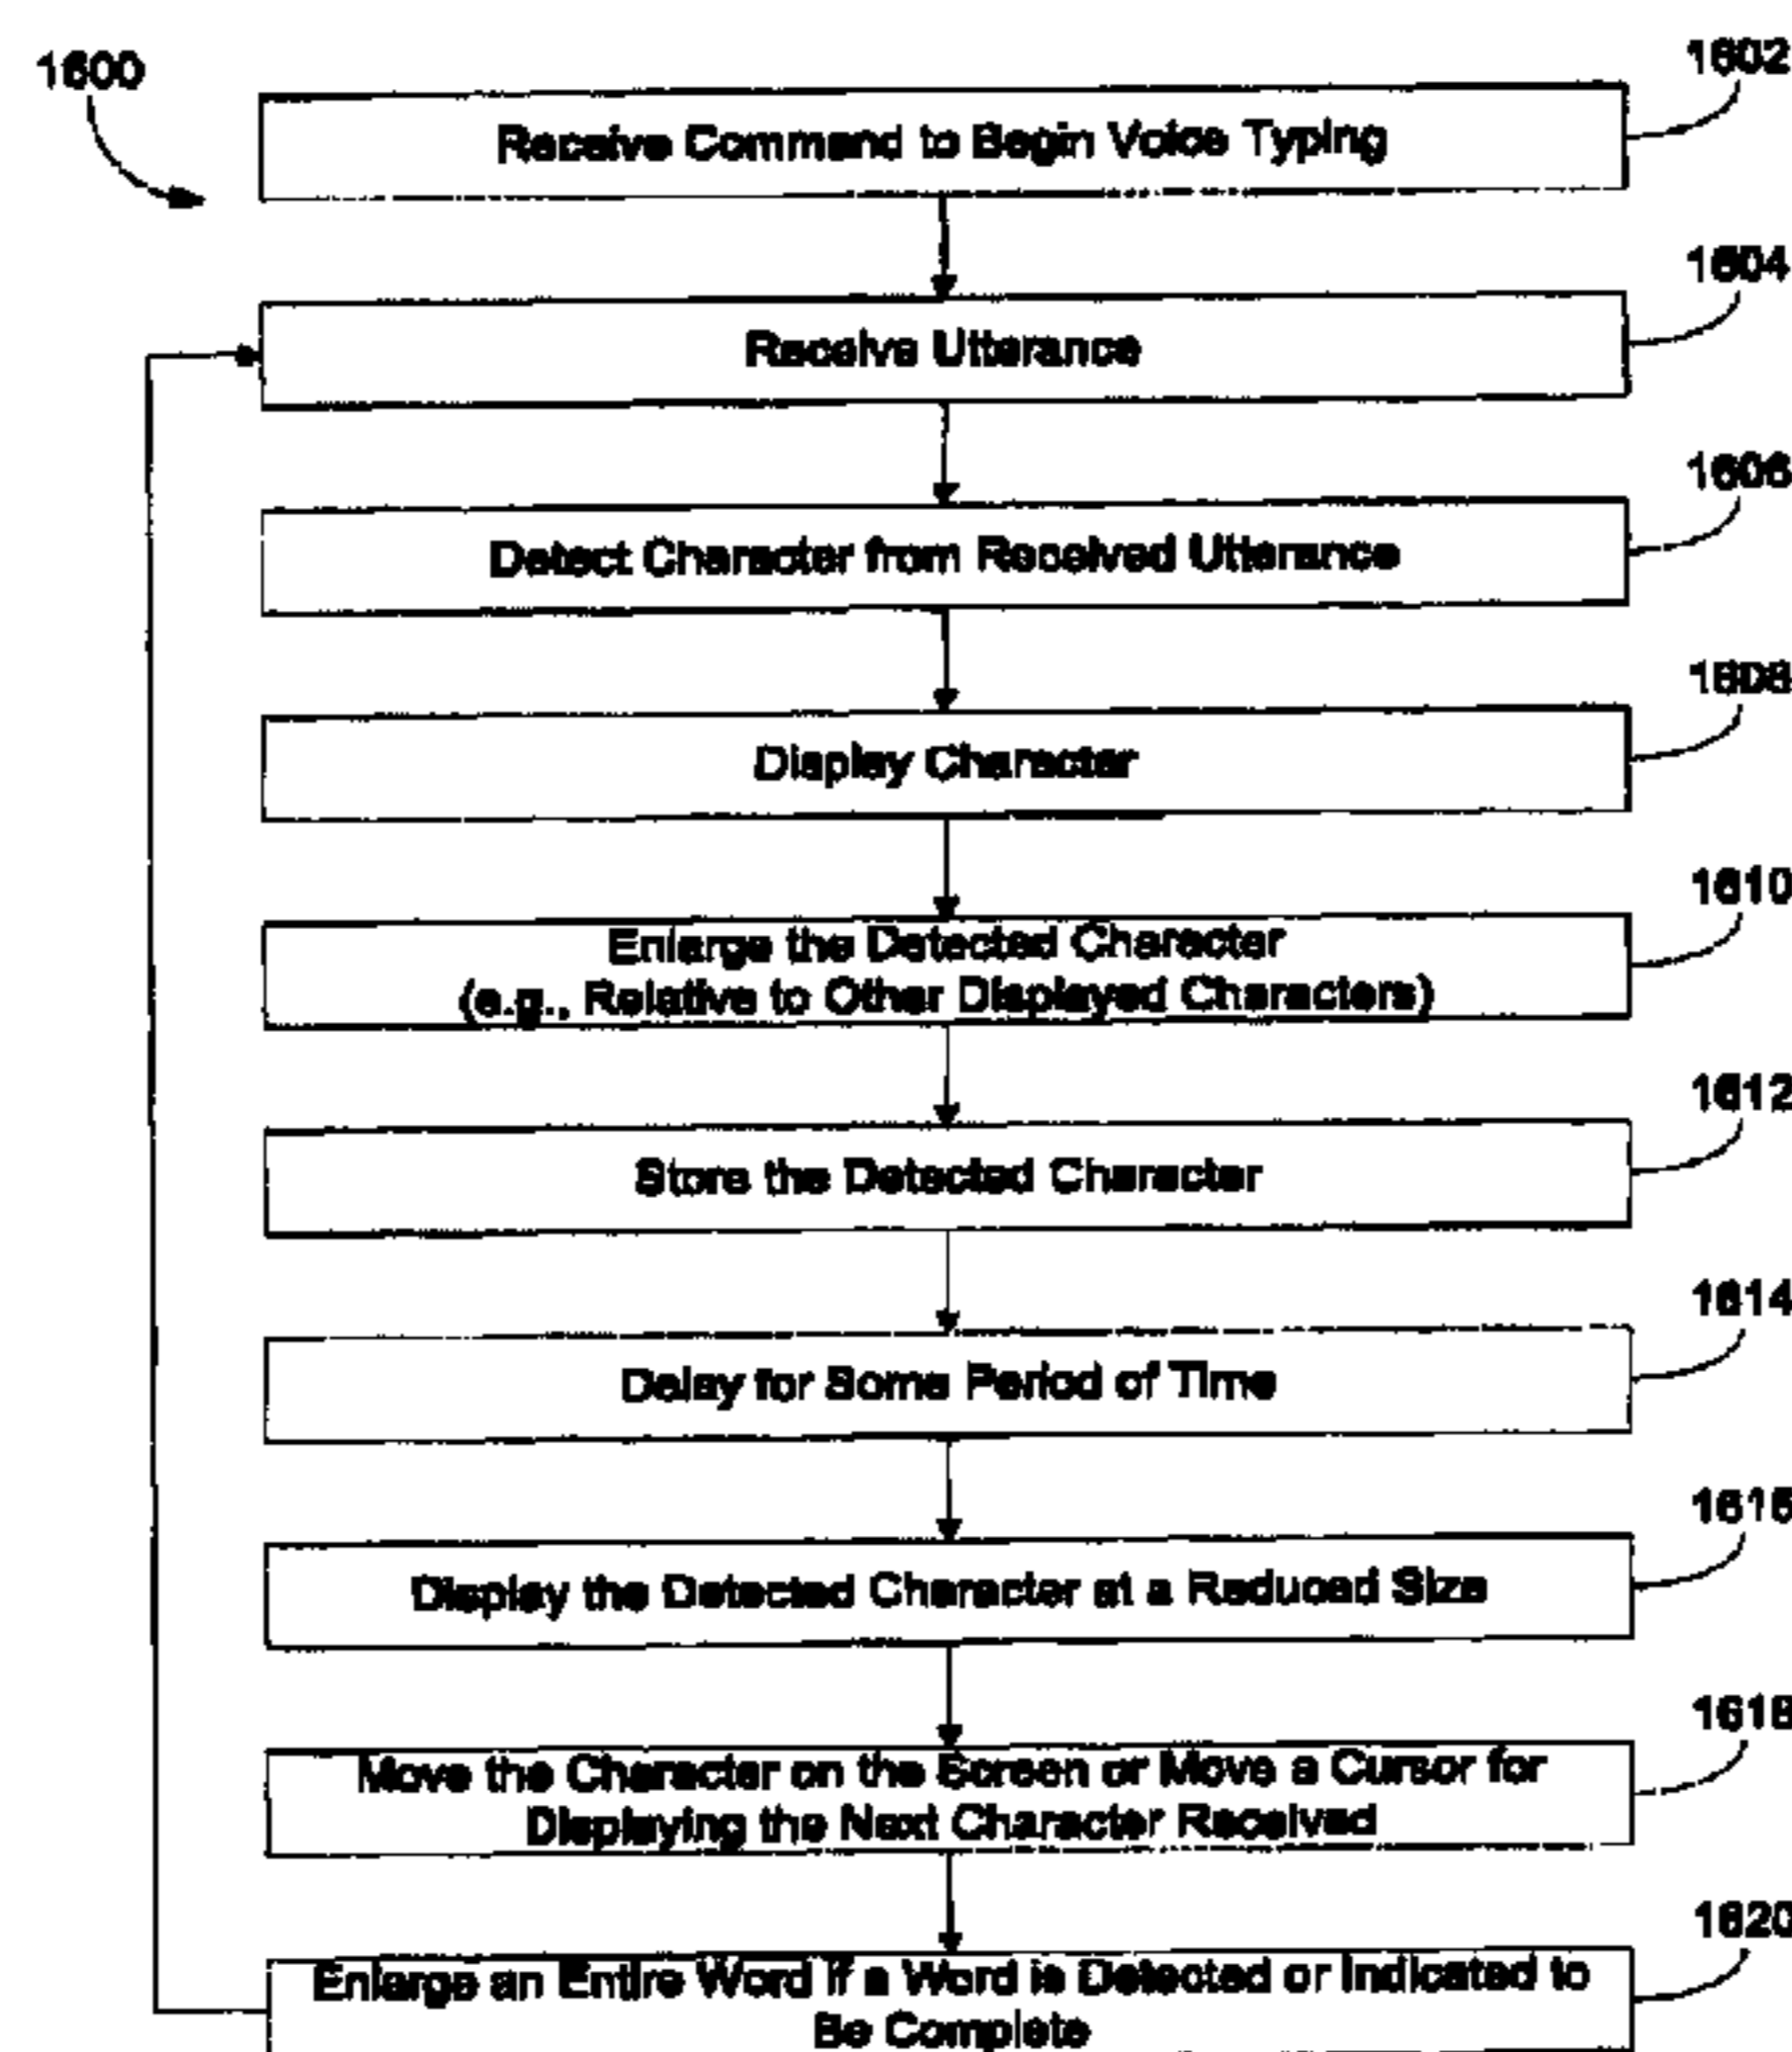 1600
1602
Receive Command to Begin Voice Typing
1604
Receive Utterance
1606
Detect Character from Received Utterance
1608
Display Character
1610
Enlarge the Detected Character
(e.g., Relative to Other Displayed Characters)
1612
Store the Detected Character
1614
Delay for Some Period of Time
1616
Display the Detected Character at a Reduced Size
1618
Move the Character on the Screen or Move a Cursor for
Displaying the Next Character Received
1620
Enlarge an Entire Word if a Word is Detected or Indicated to
Be Complete